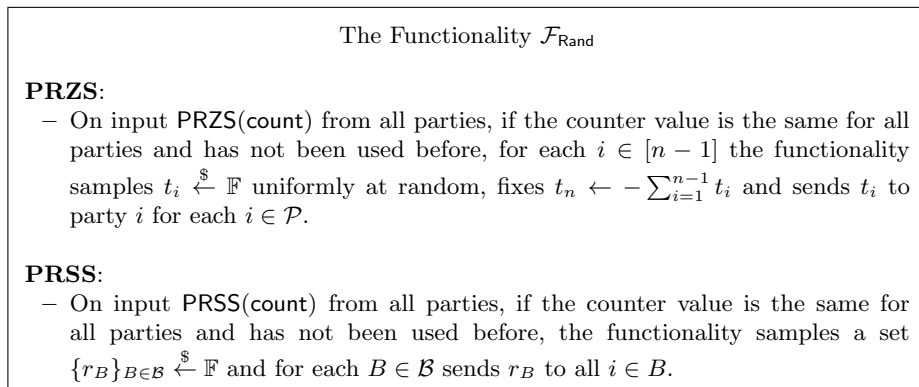 The Functionality 𝓕_Rand
PRZS:
– On input PRZS(count) from all parties, if the counter value is the same for
all parties and has not been used before, for each i ∈ [n − 1] the functionality
samples t_i ←$ 𝔽 uniformly at random, fixes t_n ← −∑_{i=1}^{n−1} t_i and sends t_i to
party i for each i ∈ 𝒫.
PRSS:
– On input PRSS(count) from all parties, if the counter value is the same for
all parties and has not been used before, the functionality samples a set
{r_B}_{B∈ℬ} ←$ 𝔽 and for each B ∈ ℬ sends r_B to all i ∈ B.